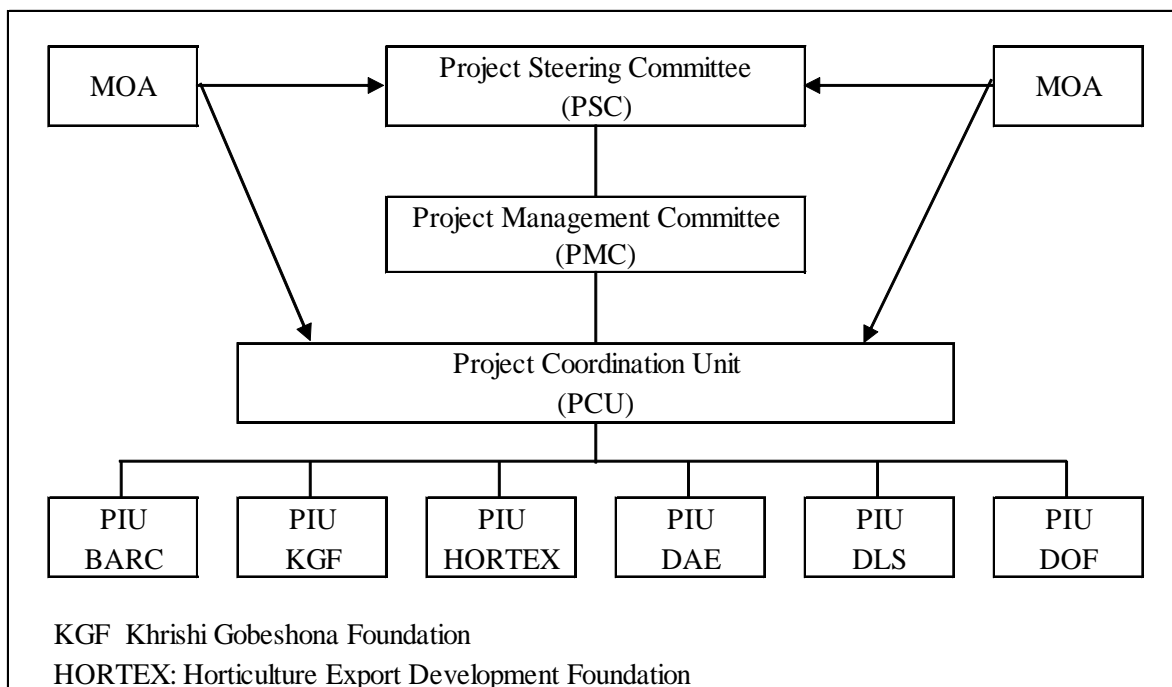 MOA
Project Steering Committee
(PSC)
MOA
Project Management Committee
(PMC)
Project Coordination Unit
(PCU)
PIU
BARC
PIU
KGF
PIU
HORTEX
PIU
DAE
PIU
DLS
PIU
DOF
KGF Khrishi Gobeshona Foundation
HORTEX: Horticulture Export Development Foundation